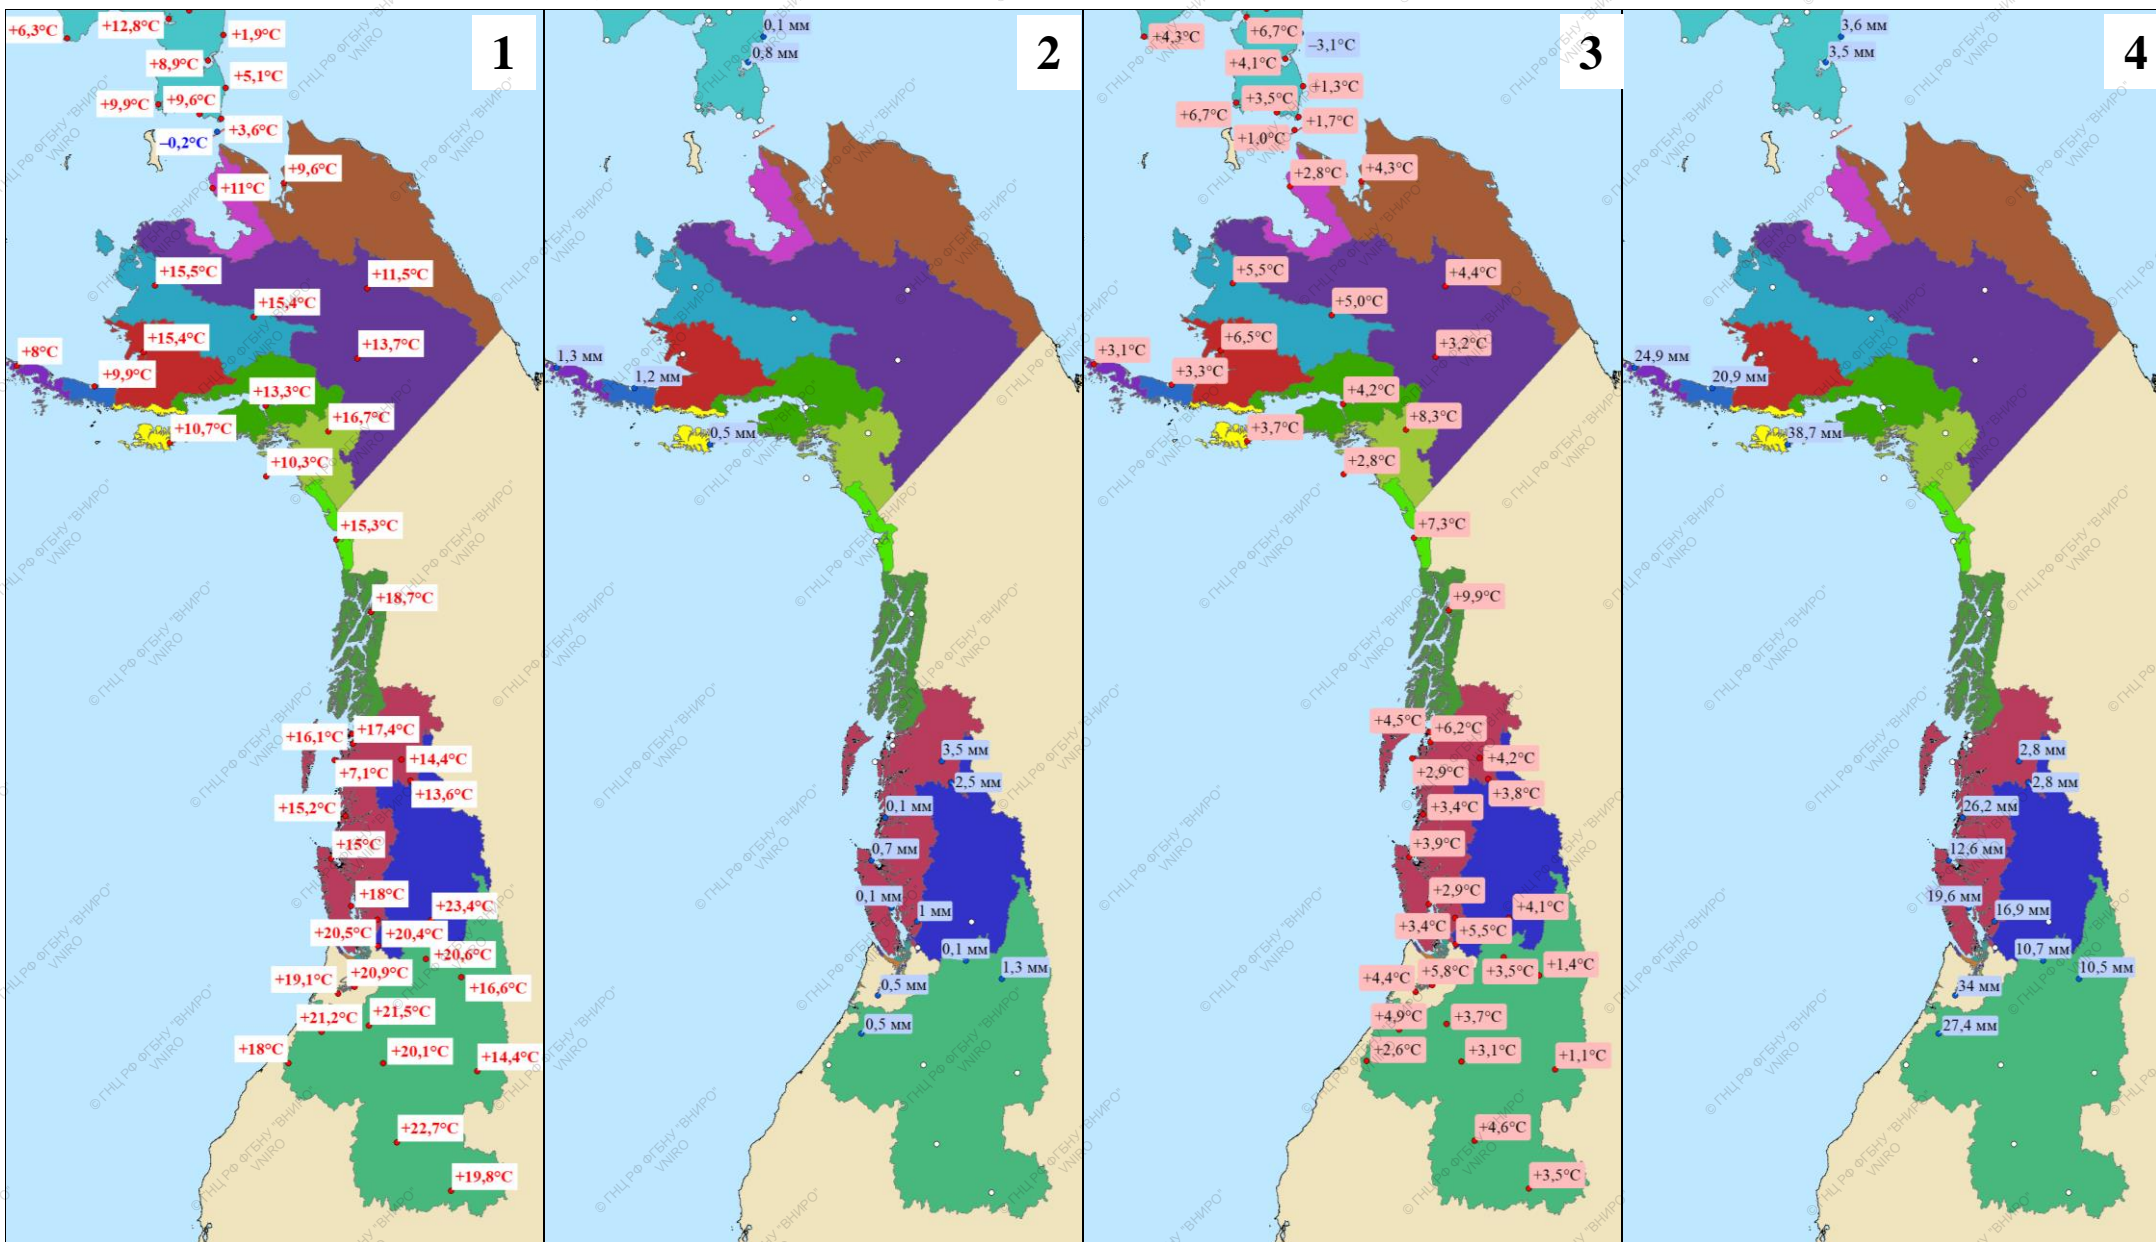 1
+6,3°C
+12,8°C
+1,9°C
+8,9°C
+5,1°C
+9,9°C
+9,6°C
+3,6°C
–0,2°C
+9,6°C
+11°C
+15,5°C
+11,5°C
+15,4°C
+15,4°C
+13,7°C
+8°C
+9,9°C
+13,3°C
+16,7°C
+10,7°C
+10,3°C
+15,3°C
+18,7°C
+17,4°C
+16,1°C
+14,4°C
+7,1°C
+13,6°C
+15,2°C
+15°C
+18°C
+23,4°C
+20,5°C
+20,4°C
+20,6°C
+19,1°C
+20,9°C
+16,6°C
+21,2°C
+21,5°C
+18°C
+20,1°C
+14,4°C
+22,7°C
+19,8°C
2
0,1 мм
0,8 мм
1,3 мм
1,2 мм
0,5 мм
3,5 мм
2,5 мм
0,1 мм
0,7 мм
0,1 мм
1 мм
0,1 мм
1,3 мм
0,5 мм
0,5 мм
3
+4,3°C
+6,7°C
–3,1°C
+4,1°C
+1,3°C
+6,7°C
+3,5°C
+1,7°C
+1,0°C
+2,8°C
+4,3°C
+5,5°C
+4,4°C
+5,0°C
+6,5°C
+3,2°C
+3,1°C
+3,3°C
+4,2°C
+8,3°C
+3,7°C
+2,8°C
+7,3°C
+9,9°C
+4,5°C
+6,2°C
+4,2°C
+2,9°C
+3,8°C
+3,4°C
+3,9°C
+2,9°C
+4,1°C
+3,4°C
+5,5°C
+4,4°C
+5,8°C
+3,5°C
+1,4°C
+4,9°C
+3,7°C
+2,6°C
+3,1°C
+1,1°C
+4,6°C
+3,5°C
4
3,6 мм
3,5 мм
24,9 мм
20,9 мм
38,7 мм
2,8 мм
2,8 мм
26,2 мм
12,6 мм
19,6 мм
16,9 мм
10,7 мм
10,5 мм
34 мм
27,4 мм
© ГНЦ РФ ФГБНУ "ВНИРО"
VNIRO